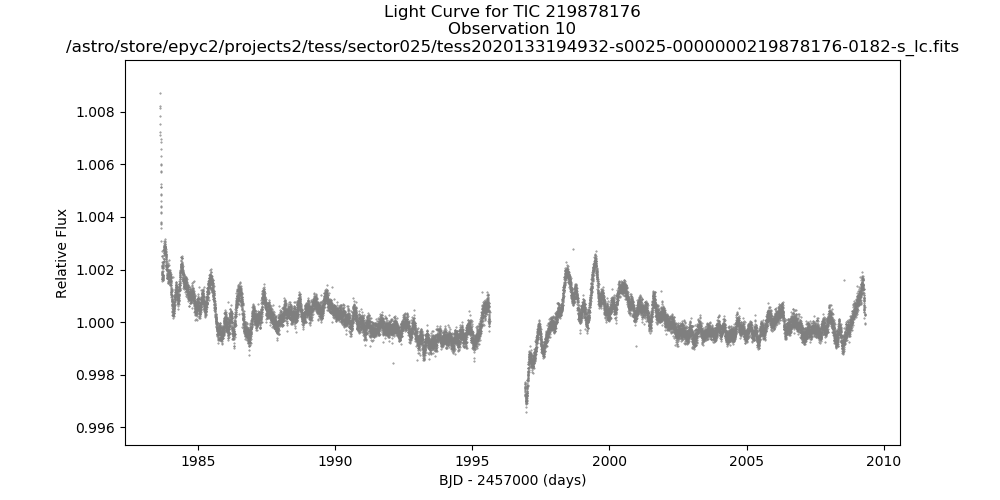 Light Curve for TIC 219878176
Observation 10
/astro/store/epyc2/projects2/tess/sector025/tess2020133194932-s0025-0000000219878176-0182-s_lc.fits
1.008
1.006
1.004
1.002
1.000
0.998
0.996
Relative Flux
1985
1990
1995
2000
2005
2010
BJD - 2457000 (days)